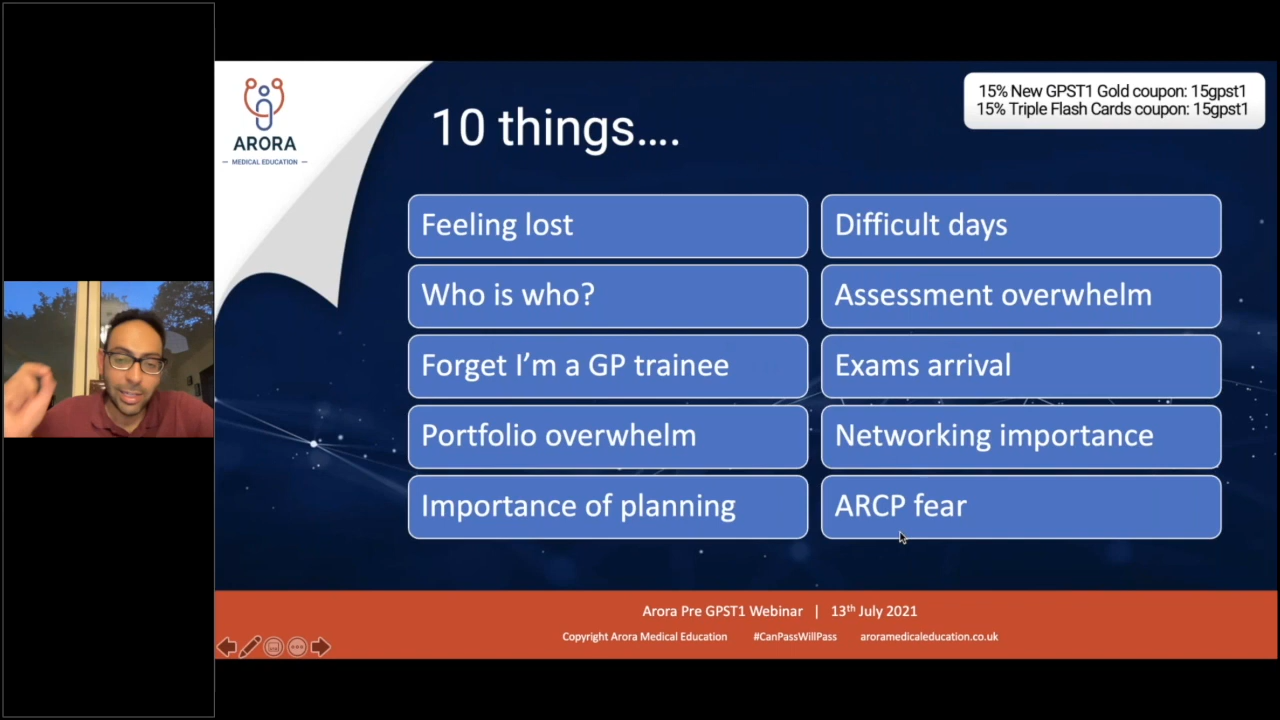 ARORA
— MEDICAL EDUCATION —
10 things....
15% New GPST1 Gold coupon: 15gpst1
15% Triple Flash Cards coupon: 15gpst1
Feeling lost
Who is who?
Forget I'm a GP trainee
Portfolio overwhelm
Importance of planning
Difficult days
Assessment overwhelm
Exams arrival
Networking importance
ARCP fear
Arora Pre GPST1 Webinar | 13th July 2021
Copyright Arora Medical Education #CanPassWillPass aroramedicaleducation.co.uk